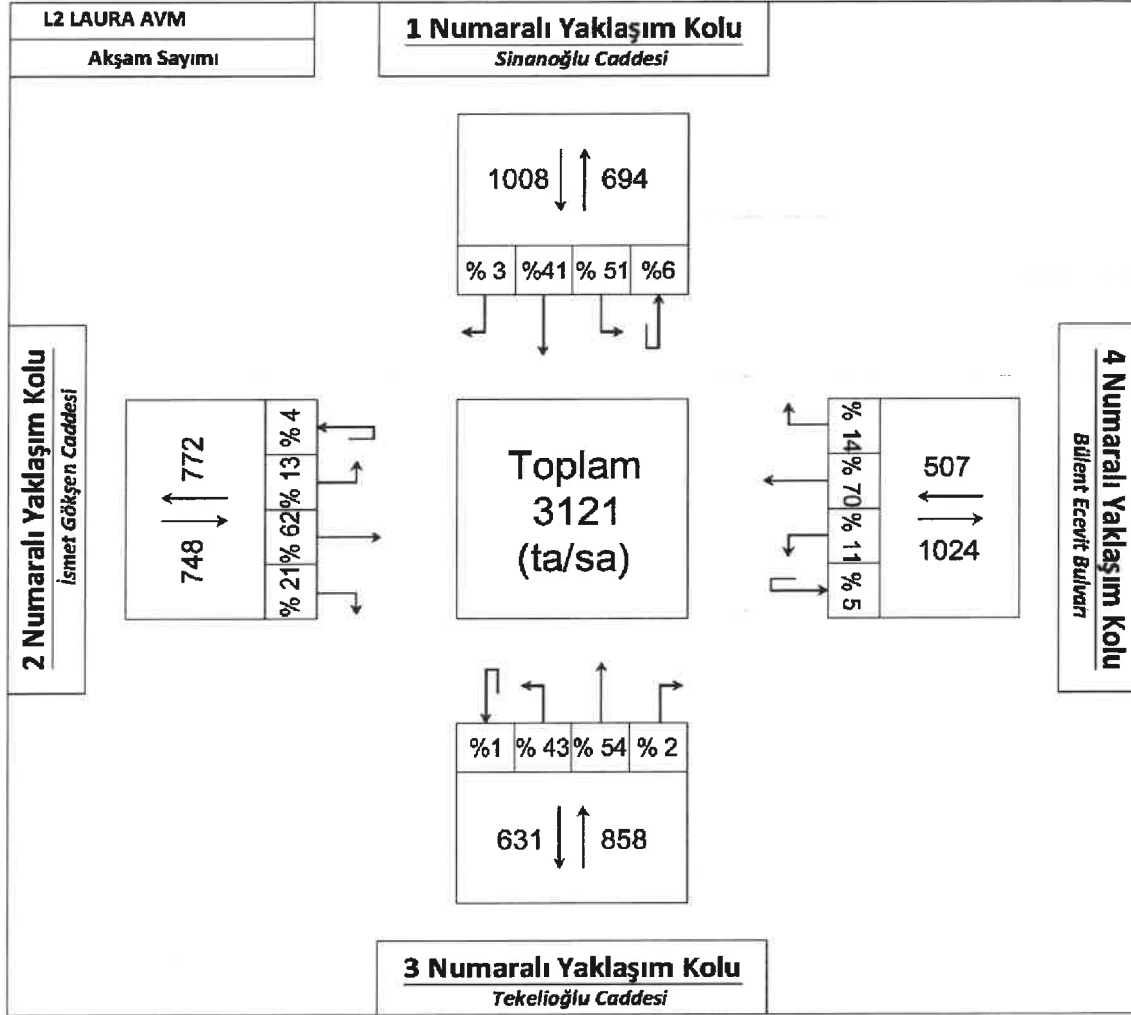 L2 LAURA AVM
Akşam Sayımı
1 Numaralı Yaklaşım Kolu
Sinanoğlu Caddesi
1008 694
% 3 %41 % 51 %6
2 Numaralı Yaklaşım Kolu
İsmet Gökşen Caddesi
772
748
% 4
% 13
% 62
% 21
Toplam
3121
(ta/sa)
% 14
% 70
% 11
% 5
507
1024
4 Numaralı Yaklaşım Kolu
Bülent Ecevit Bulvarı
%1 % 43 % 54 % 2
631 858
3 Numaralı Yaklaşım Kolu
Tekelioğlu Caddesi